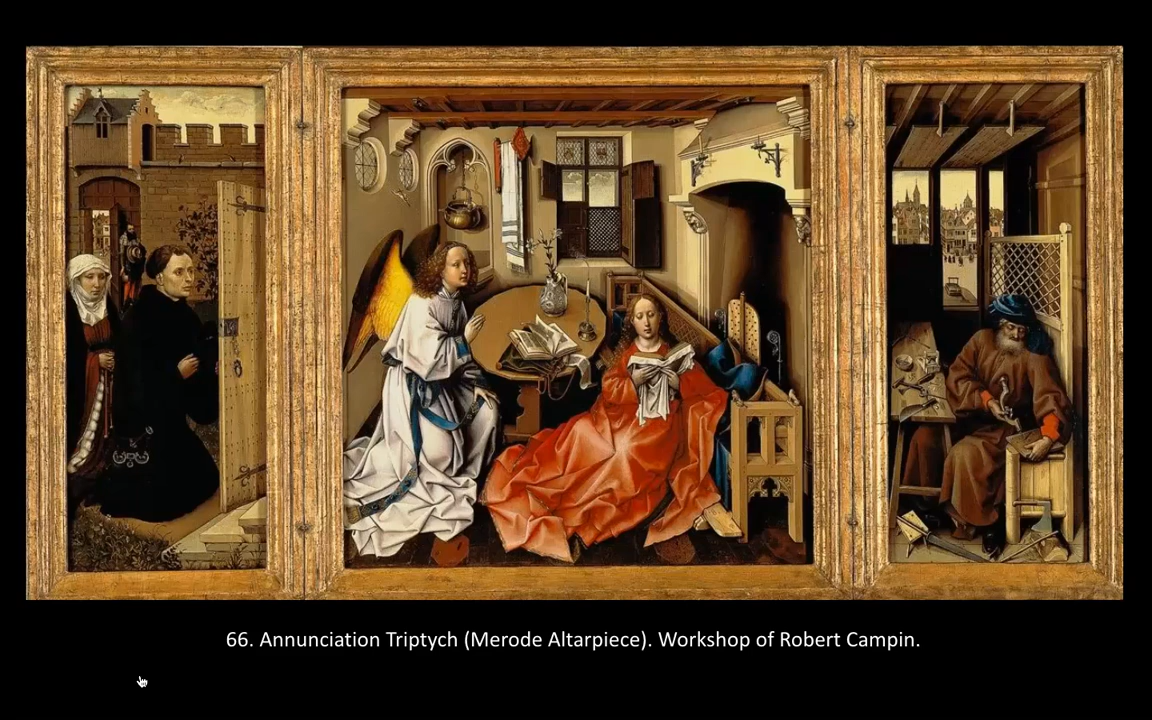 66. Annunciation Triptych (Merode Altarpiece). Workshop of Robert Campin.